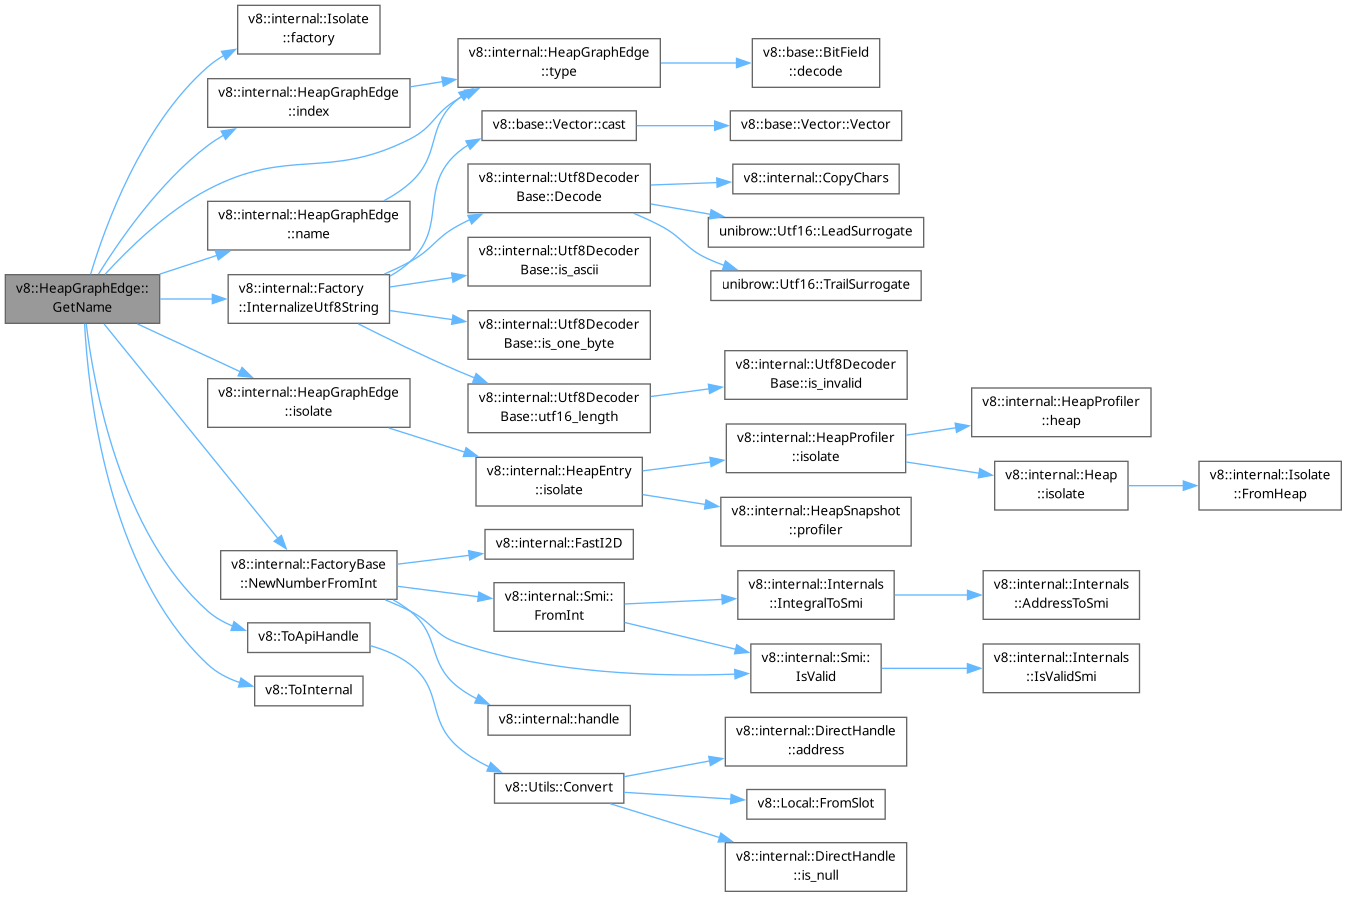 v8::HeapGraphEdge::
GetName
v8::internal::Isolate
::factory
v8::internal::HeapGraphEdge
::index
v8::internal::HeapGraphEdge
::name
v8::internal::Factory
::InternalizeUtf8String
v8::internal::HeapGraphEdge
::isolate
v8::internal::FactoryBase
::NewNumberFromInt
v8::ToApiHandle
v8::ToInternal
v8::internal::HeapGraphEdge
::type
v8::base::Vector::cast
v8::internal::Utf8Decoder
Base::Decode
v8::internal::Utf8Decoder
Base::is_ascii
v8::internal::Utf8Decoder
Base::is_one_byte
v8::internal::Utf8Decoder
Base::utf16_length
v8::internal::HeapEntry
::isolate
v8::internal::FastI2D
v8::internal::Smi::
FromInt
v8::internal::handle
v8::Utils::Convert
v8::base::BitField
::decode
v8::base::Vector::Vector
v8::internal::CopyChars
unibrow::Utf16::LeadSurrogate
unibrow::Utf16::TrailSurrogate
v8::internal::Utf8Decoder
Base::is_invalid
v8::internal::HeapProfiler
::isolate
v8::internal::HeapSnapshot
::profiler
v8::internal::Internals
::IntegralToSmi
v8::internal::Smi::
IsValid
v8::internal::DirectHandle
::address
v8::Local::FromSlot
v8::internal::DirectHandle
::is_null
v8::internal::HeapProfiler
::heap
v8::internal::Heap
::isolate
v8::internal::Internals
::AddressToSmi
v8::internal::Internals
::IsValidSmi
v8::internal::Isolate
::FromHeap